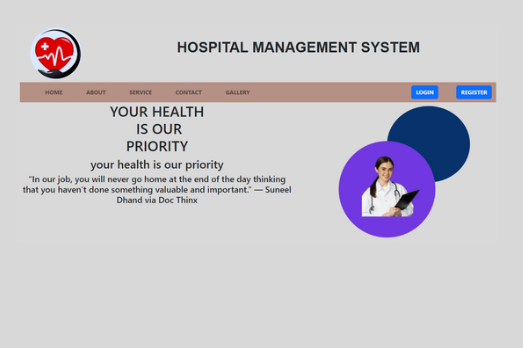 HOSPITAL MANAGEMENT SYSTEM
HOME ABOUT SERVICE CONTACT GALLERY LOGIN REGISTER
YOUR HEALTH
IS OUR
PRIORITY
your health is our priority
"In our job, you will never go home at the end of the day thinking
that you haven't done something valuable and important." — Suneel
Dhand via Doc Thinx